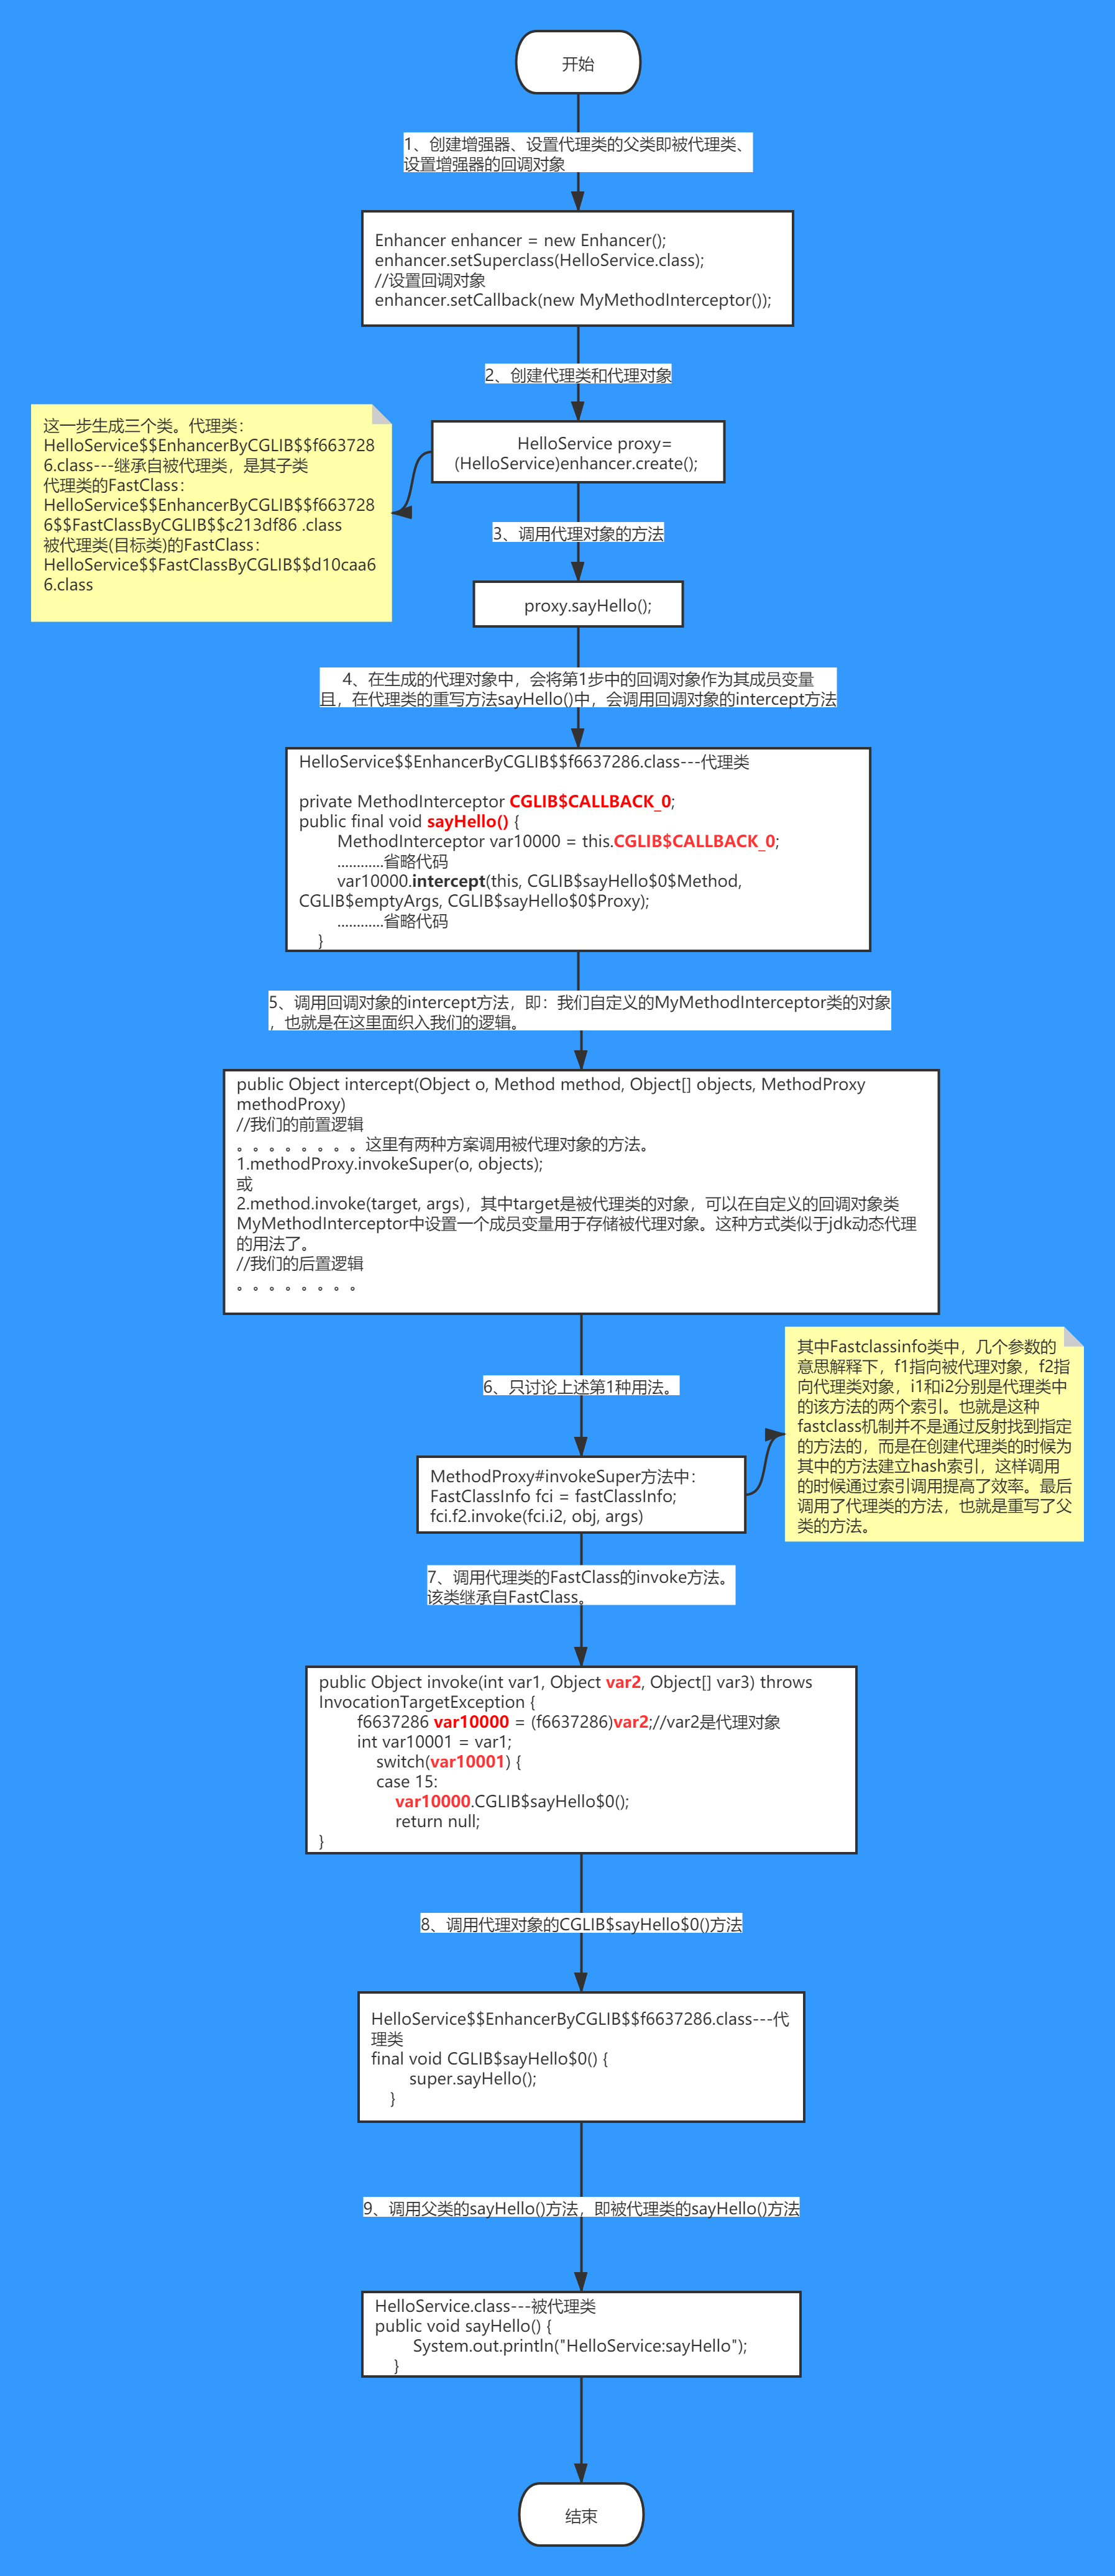 开始
1、创建增强器、设置代理类的父类即被代理类、
设置增强器的回调对象
Enhancer enhancer = new Enhancer();
enhancer.setSuperclass(HelloService.class);
//设置回调对象
enhancer.setCallback(new MyMethodInterceptor());
2、创建代理类和代理对象
HelloService proxy=
(HelloService)enhancer.create();
这一步生成三个类。代理类：
HelloService$$EnhancerByCGLIB$$f663728
6.class---继承自被代理类，是其子类
代理类的FastClass：
HelloService$$EnhancerByCGLIB$$f663728
6$$FastClassByCGLIB$$c213df86 .class
被代理类(目标类)的FastClass：
HelloService$$FastClassByCGLIB$$d10caa6
6.class
3、调用代理对象的方法
proxy.sayHello();
4、在生成的代理对象中，会将第1步中的回调对象作为其成员变量
且，在代理类的重写方法sayHello()中，会调用回调对象的intercept方法
HelloService$$EnhancerByCGLIB$$f6637286.class---代理类
private MethodInterceptor CGLIB$CALLBACK_0;
public final void sayHello() {
MethodInterceptor var10000 = this.CGLIB$CALLBACK_0;
............省略代码
var10000.intercept(this, CGLIB$sayHello$0$Method,
CGLIB$emptyArgs, CGLIB$sayHello$0$Proxy);
............省略代码
}
5、调用回调对象的intercept方法，即：我们自定义的MyMethodInterceptor类的对象
，也就是在这里面织入我们的逻辑。
public Object intercept(Object o, Method method, Object[] objects, MethodProxy
methodProxy)
//我们的前置逻辑
。。。。。。。。这里有两种方案调用被代理对象的方法。
1.methodProxy.invokeSuper(o, objects);
或
2.method.invoke(target, args)，其中target是被代理类的对象，可以在自定义的回调对象类
MyMethodInterceptor中设置一个成员变量用于存储被代理对象。这种方式类似于jdk动态代理
的用法了。
//我们的后置逻辑
。。。。。。。。
6、只讨论上述第1种用法。
其中Fastclassinfo类中，几个参数的
意思解释下，f1指向被代理对象，f2指
向代理类对象，i1和i2分别是代理类中
的该方法的两个索引。也就是这种
fastclass机制并不是通过反射找到指定
的方法的，而是在创建代理类的时候为
其中的方法建立hash索引，这样调用
的时候通过索引调用提高了效率。最后
调用了代理类的方法，也就是重写了父
类的方法。
MethodProxy#invokeSuper方法中：
FastClassInfo fci = fastClassInfo;
fci.f2.invoke(fci.i2, obj, args)
7、调用代理类的FastClass的invoke方法。
该类继承自FastClass。
public Object invoke(int var1, Object var2, Object[] var3) throws
InvocationTargetException {
f6637286 var10000 = (f6637286)var2;//var2是代理对象
int var10001 = var1;
switch(var10001) {
case 15:
var10000.CGLIB$sayHello$0();
return null;
}
8、调用代理对象的CGLIB$sayHello$0()方法
HelloService$$EnhancerByCGLIB$$f6637286.class---代
理类
final void CGLIB$sayHello$0() {
super.sayHello();
}
9、调用父类的sayHello()方法，即被代理类的sayHello()方法
HelloService.class---被代理类
public void sayHello() {
System.out.println("HelloService:sayHello");
}
结束